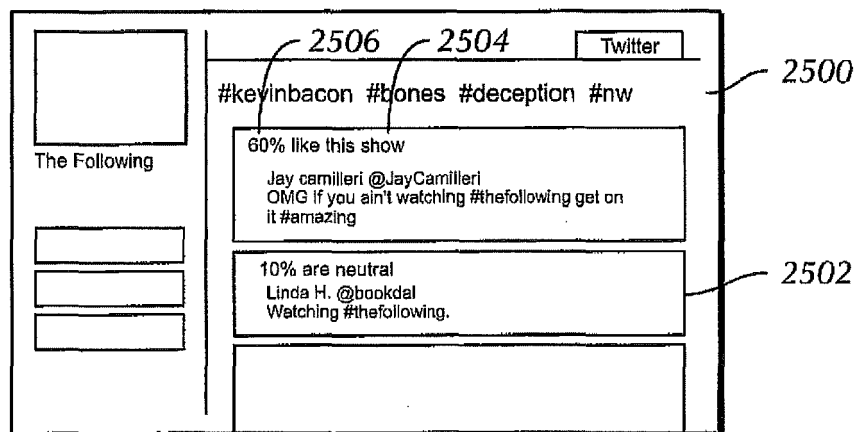 2506 2504 Twitter
2500
#kevinbacon #bones #deception #nw
The Following
60% like this show
Jay camilleri @JayCamilleri
OMG If you ain't watching #thefollowing get on
it #amazing
10% are neutral
Linda H. @bookdal
Watching #thefollowing.
2502